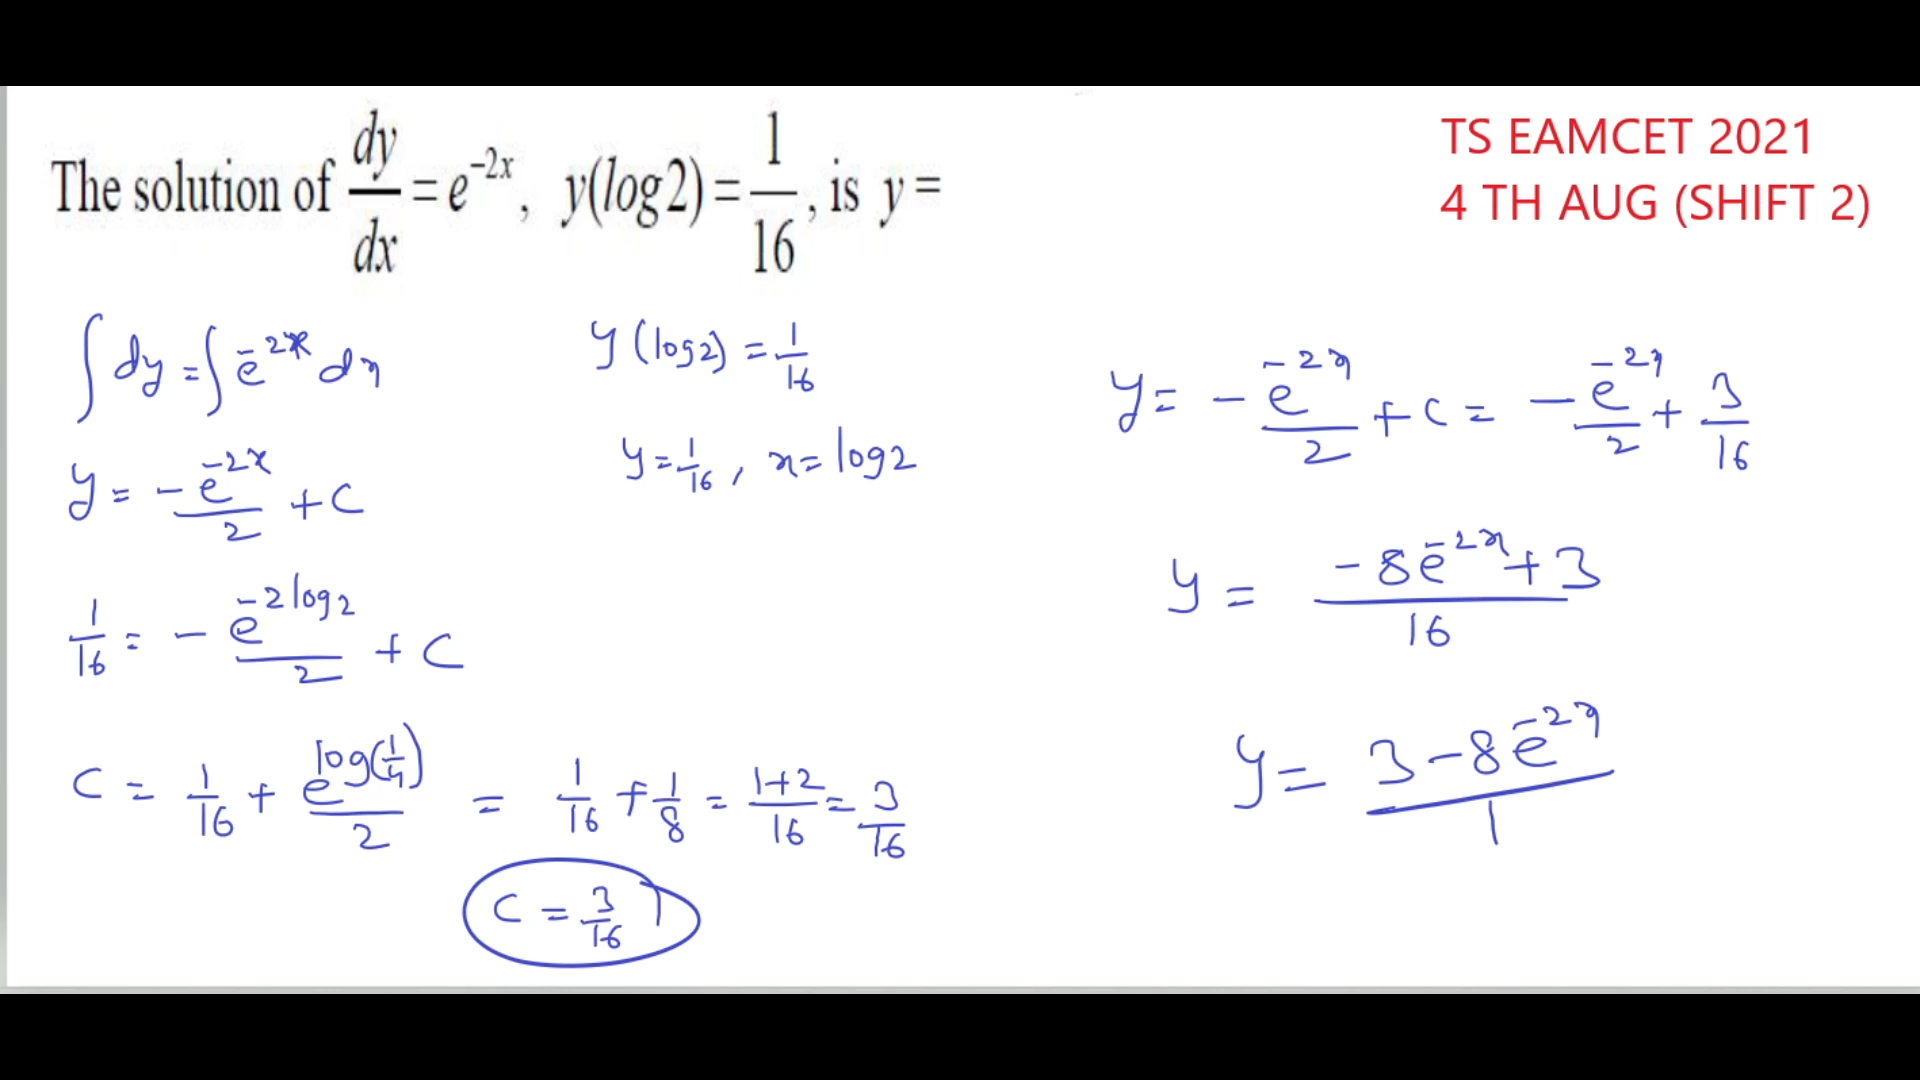 The solution of dy/dx = e^{-2x}, y(log2) = 1/16, is y =
TS EAMCET 2021
4 TH AUG (SHIFT 2)
∫dy = ∫e^{-2x} dx
y = -e^{-2x}/2 + C
1/16 = -e^{-2log2}/2 + C
C = 1/16 + e^{log(1/4)}/2 = 1/16 + 1/8 = 1+2/16 = 3/16
C = 3/16
y(log2) = 1/16
y = 1/16, x = log2
y = -e^{-2x}/2 + C = -e^{-2x}/2 + 3/16
y = -8e^{-2x} + 3/16
y = 3 - 8e^{-2x}/1